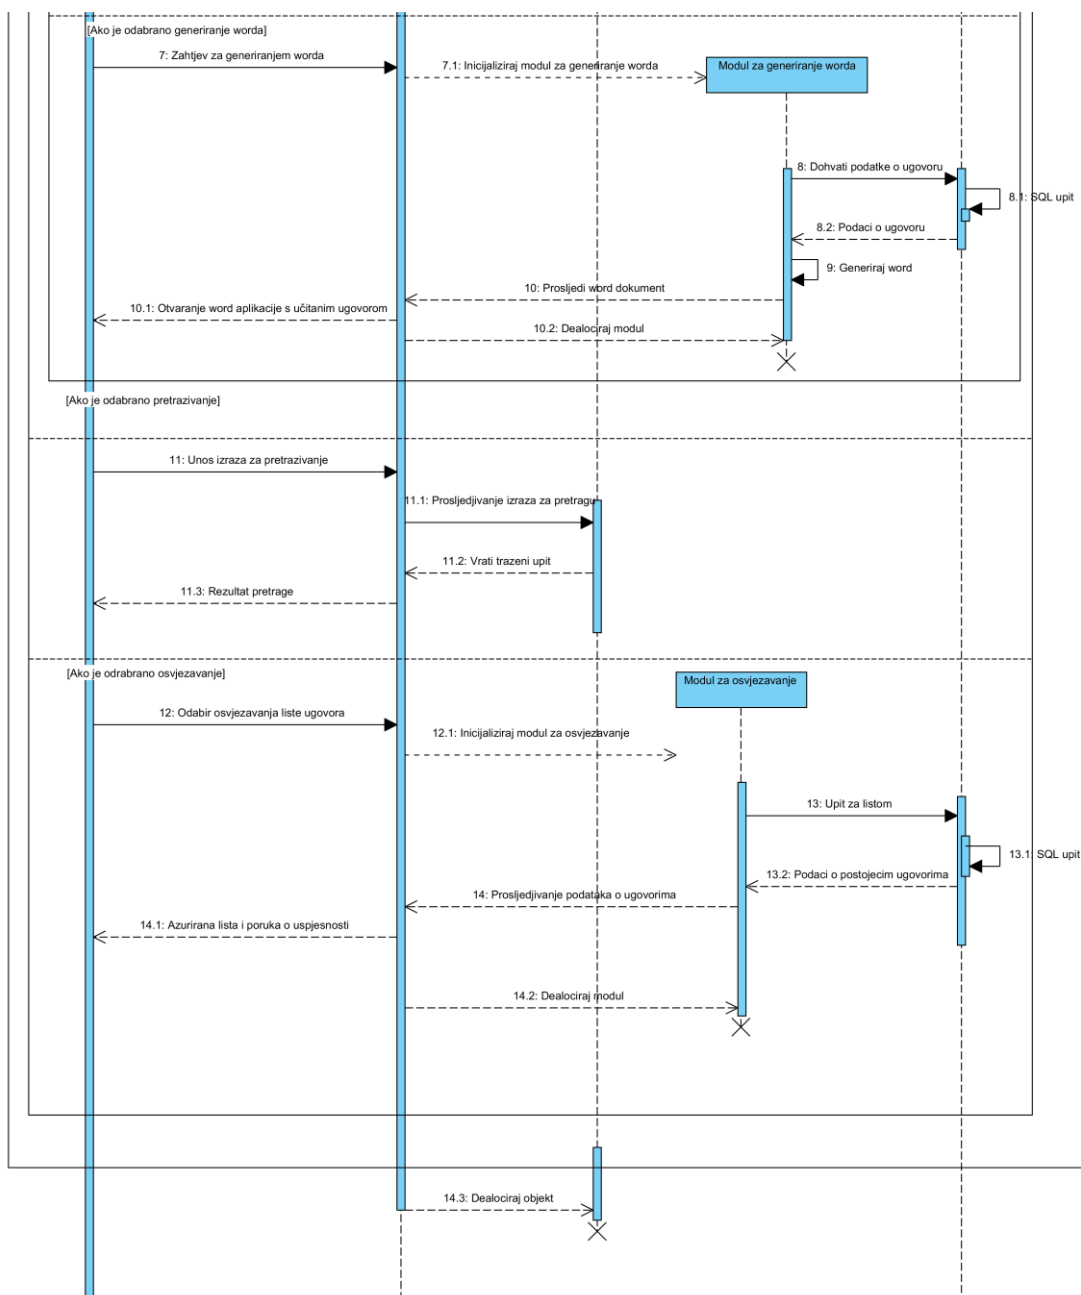 [Ako je odabrano generiranje worda]
7: Zahtjev za generiranjem worda
7.1: Inicijaliziraj modul za generiranje worda
Modul za generiranje worda
8: Dohvati podatke o ugovoru
8.1: SQL upit
8.2: Podaci o ugovoru
9: Generiraj word
10: Prosljedi word dokument
10.1: Otvaranje word aplikacije s učitanim ugovorom
10.2: Dealociraj modul
[Ako je odabrano pretrazivanje]
11: Unos izraza za pretrazivanje
11.1: Prosljedjivanje izraza za pretragu
11.2: Vrati trazeni upit
11.3: Rezultat pretrage
[Ako je odrabrano osvjezavanje]
Modul za osvjezavanje
12: Odabir osvjezavanja liste ugovora
12.1: Inicijaliziraj modul za osvjezavanje
13: Upit za listom
13.1: SQL upit
13.2: Podaci o postojecim ugovorima
14: Prosljedjivanje podataka o ugovorima
14.1: Azurirana lista i poruka o uspjesnosti
14.2: Dealociraj modul
14.3: Dealociraj objekt